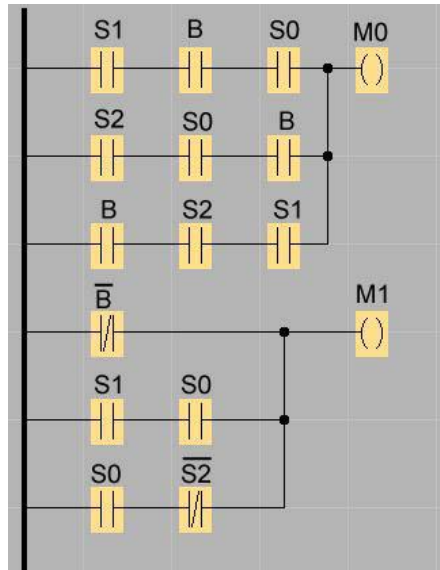 S1 B S0 M0
S2 S0 B
B S2 S1
B̅ M1
S1 S0
S0 S̅2̅